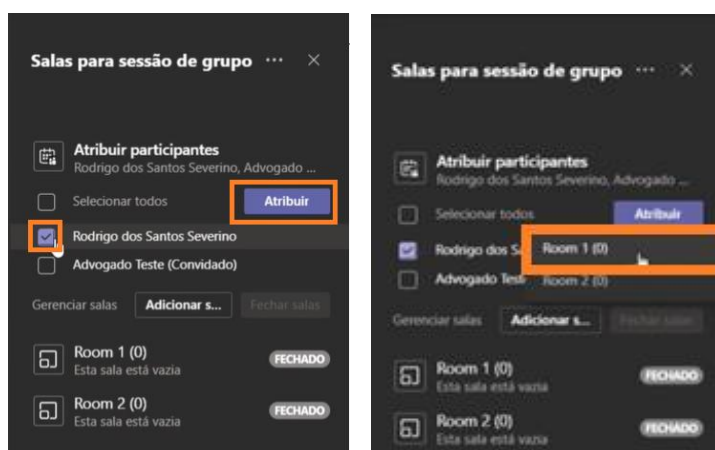 Salas para sessão de grupo ... ×
Atribuir participantes
Rodrigo dos Santos Severino, Advogado ...
Selecionar todos Atribuir
Rodrigo dos Santos Severino
Advogado Teste (Convidado)
Gerenciar salas Adicionar s... Fechar salas
Room 1 (0)
Esta sala está vazia FECHADO
Room 2 (0)
Esta sala está vazia FECHADO
Salas para sessão de grupo ... ×
Atribuir participantes
Rodrigo dos Santos Severino, Advogado ...
Selecionar todos Atribuir
Rodrigo dos S Room 1 (0)
Advogado Test Room 2 (0)
Gerenciar salas Adicionar s... Fechar salas
Room 1 (0)
Esta sala está vazia FECHADO
Room 2 (0)
Esta sala está vazia FECHADO